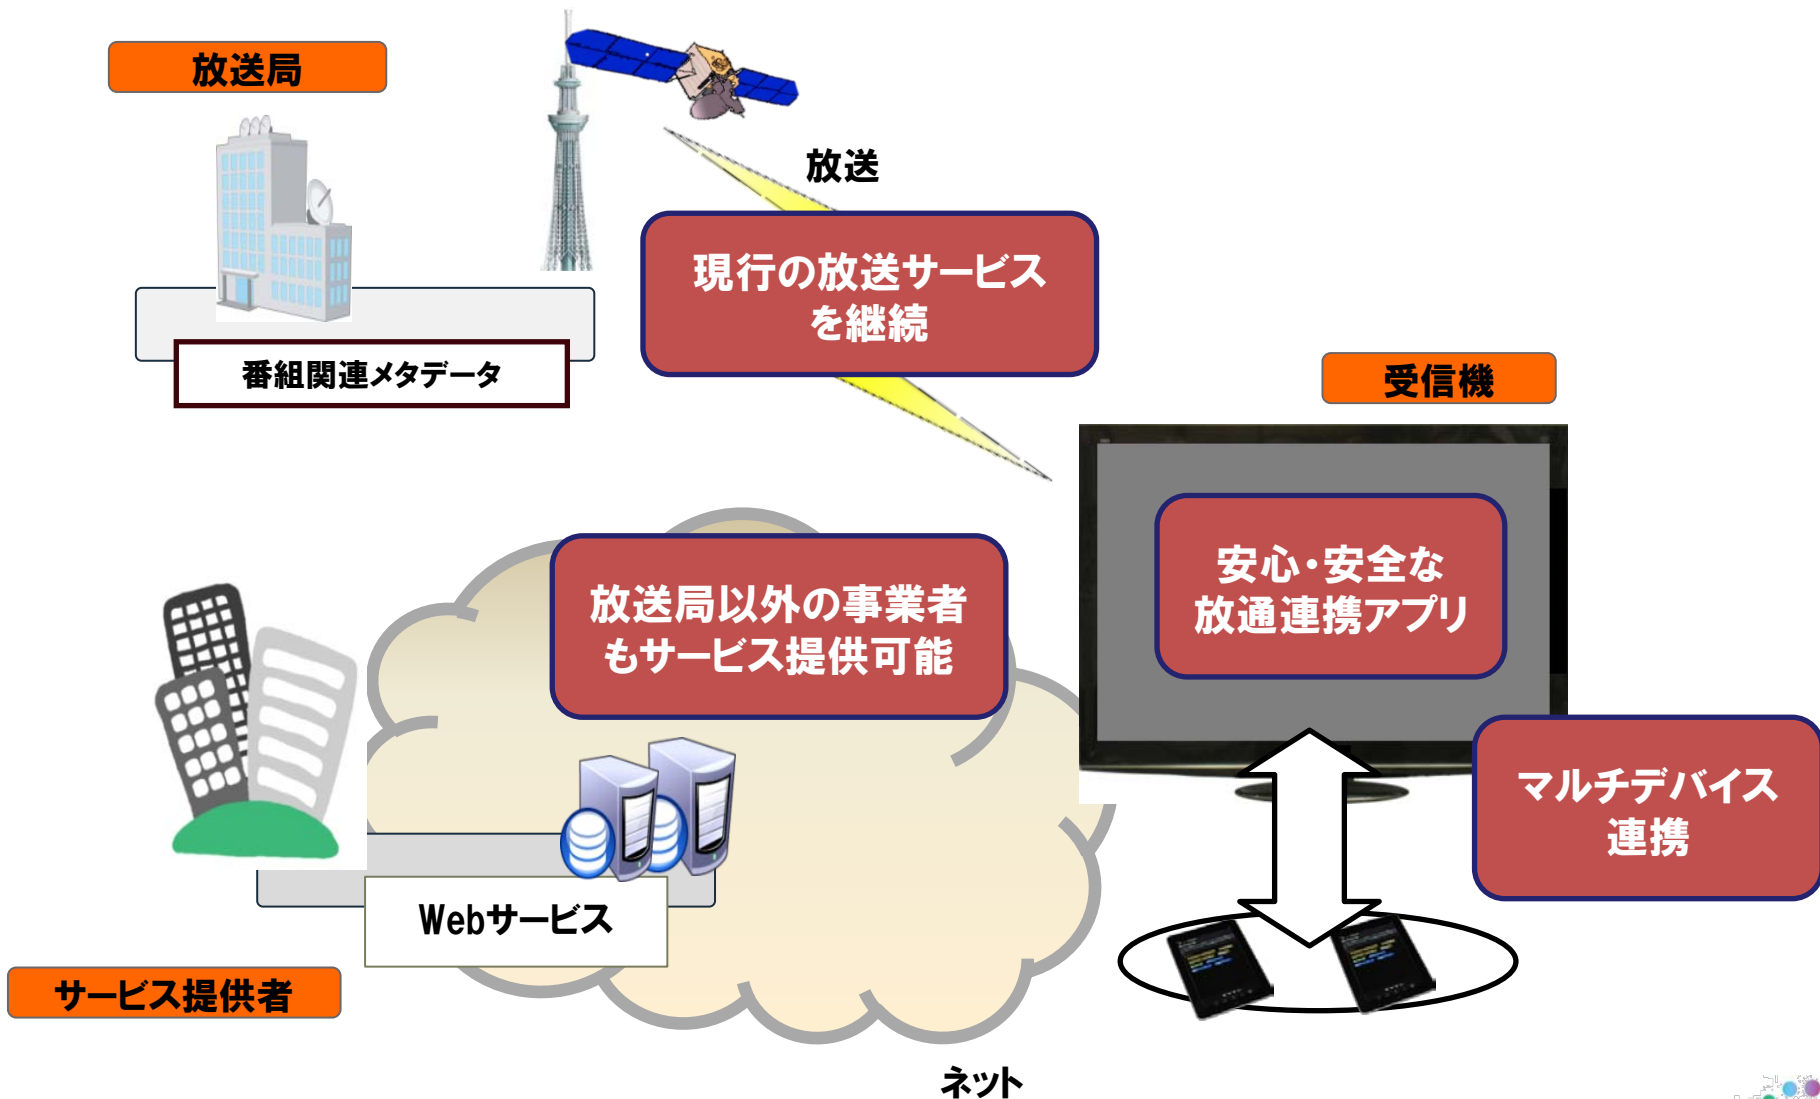 放送局
放送
現行の放送サービス
を継続
番組関連メタデータ
受信機
安心・安全な
放通連携アプリ
放送局以外の事業者
もサービス提供可能
マルチデバイス
連携
Webサービス
サービス提供者
ネット